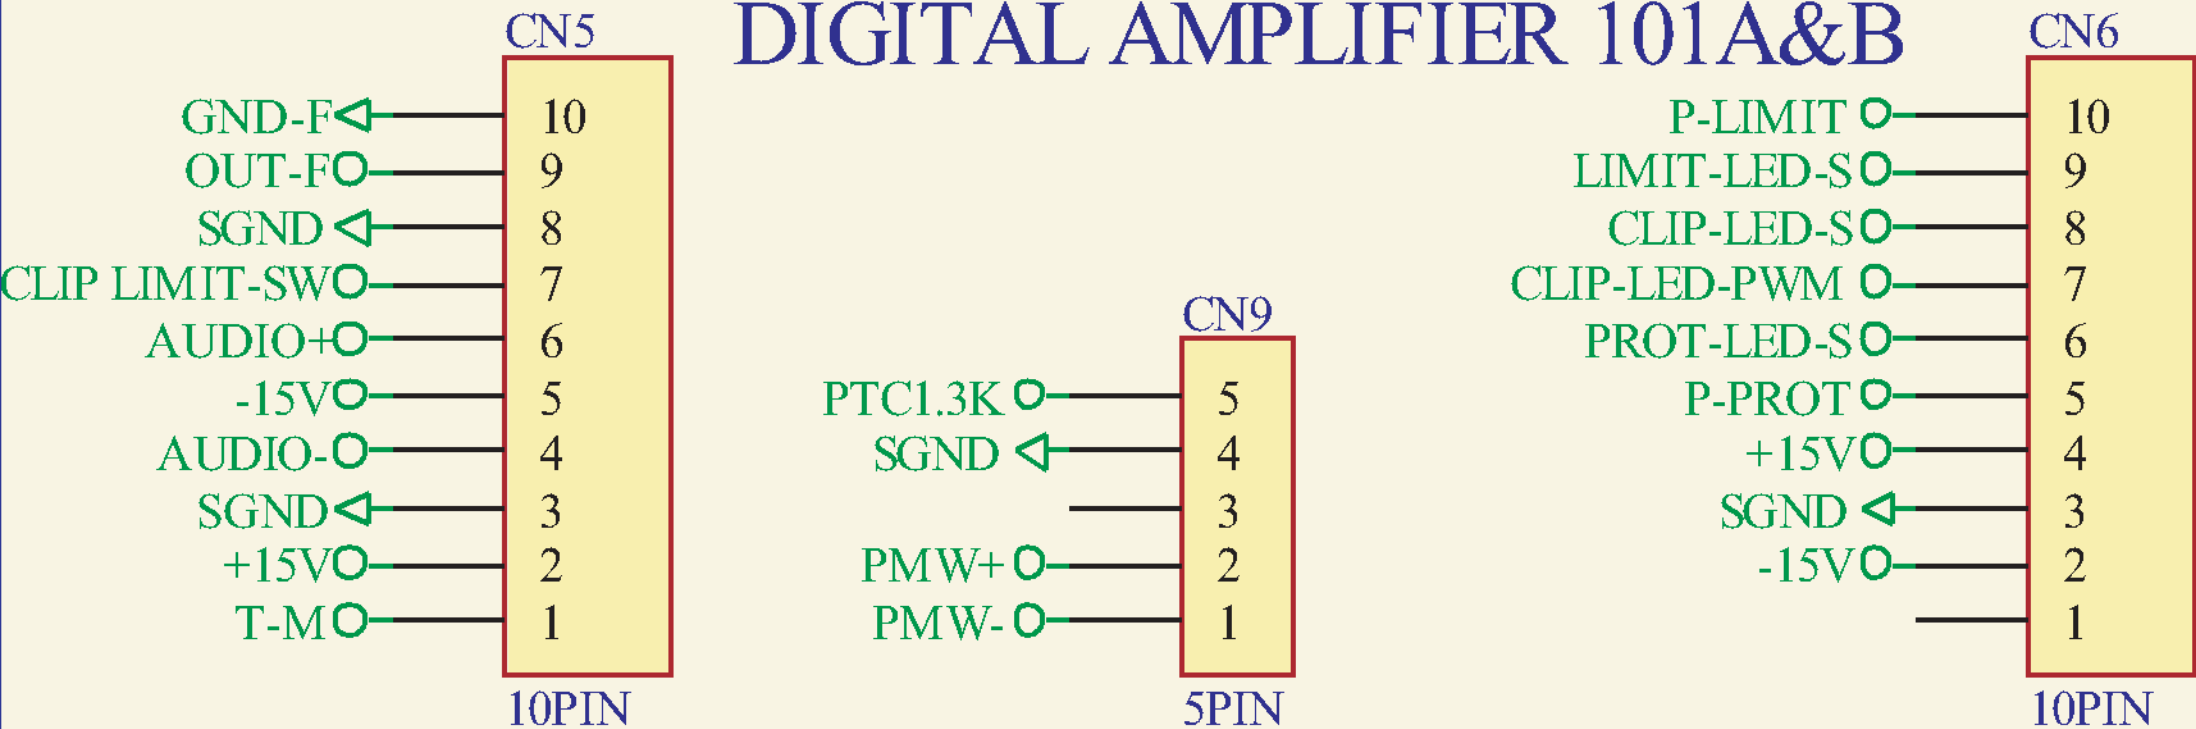 DIGITAL AMPLIFIER 101A&B
CN5
GND-F 10
OUT-F 9
SGND 8
CLIP LIMIT-SW 7
AUDIO+ 6
-15V 5
AUDIO- 4
SGND 3
+15V 2
T-M 1
10PIN
CN9
PTC1.3K 5
SGND 4
3
PMW+ 2
PMW- 1
5PIN
CN6
P-LIMIT 10
LIMIT-LED-S 9
CLIP-LED-S 8
CLIP-LED-PWM 7
PROT-LED-S 6
P-PROT 5
+15V 4
SGND 3
-15V 2
1
10PIN